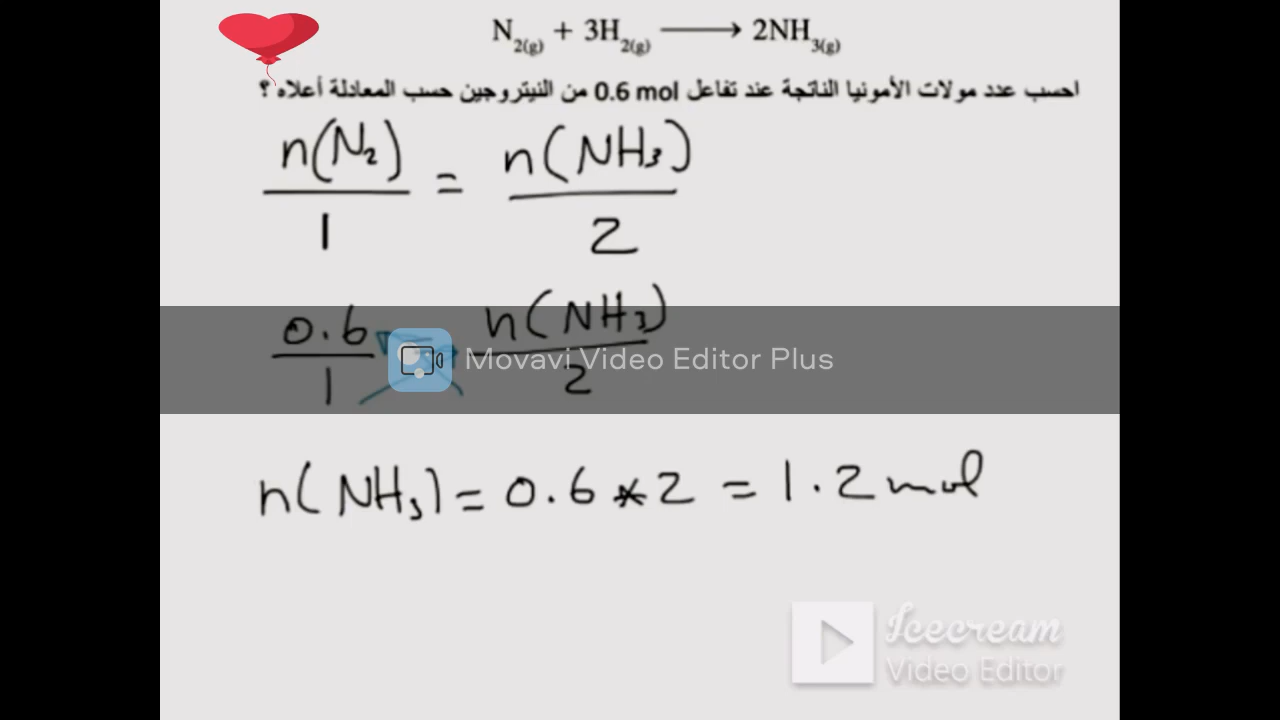 N2(g) + 3H2(g) ⟶ 2NH3(g)
احسب عدد مولات الأمونيا الناتجة عند تفاعل 0.6 mol من النيتروجين حسب المعادلة أعلاه ؟
n(N2)/1 = n(NH3)/2
0.6/1 n(NH3)/2
Movavi Video Editor Plus
n(NH3) = 0.6 * 2 = 1.2 mol
Icecream
Video Editor